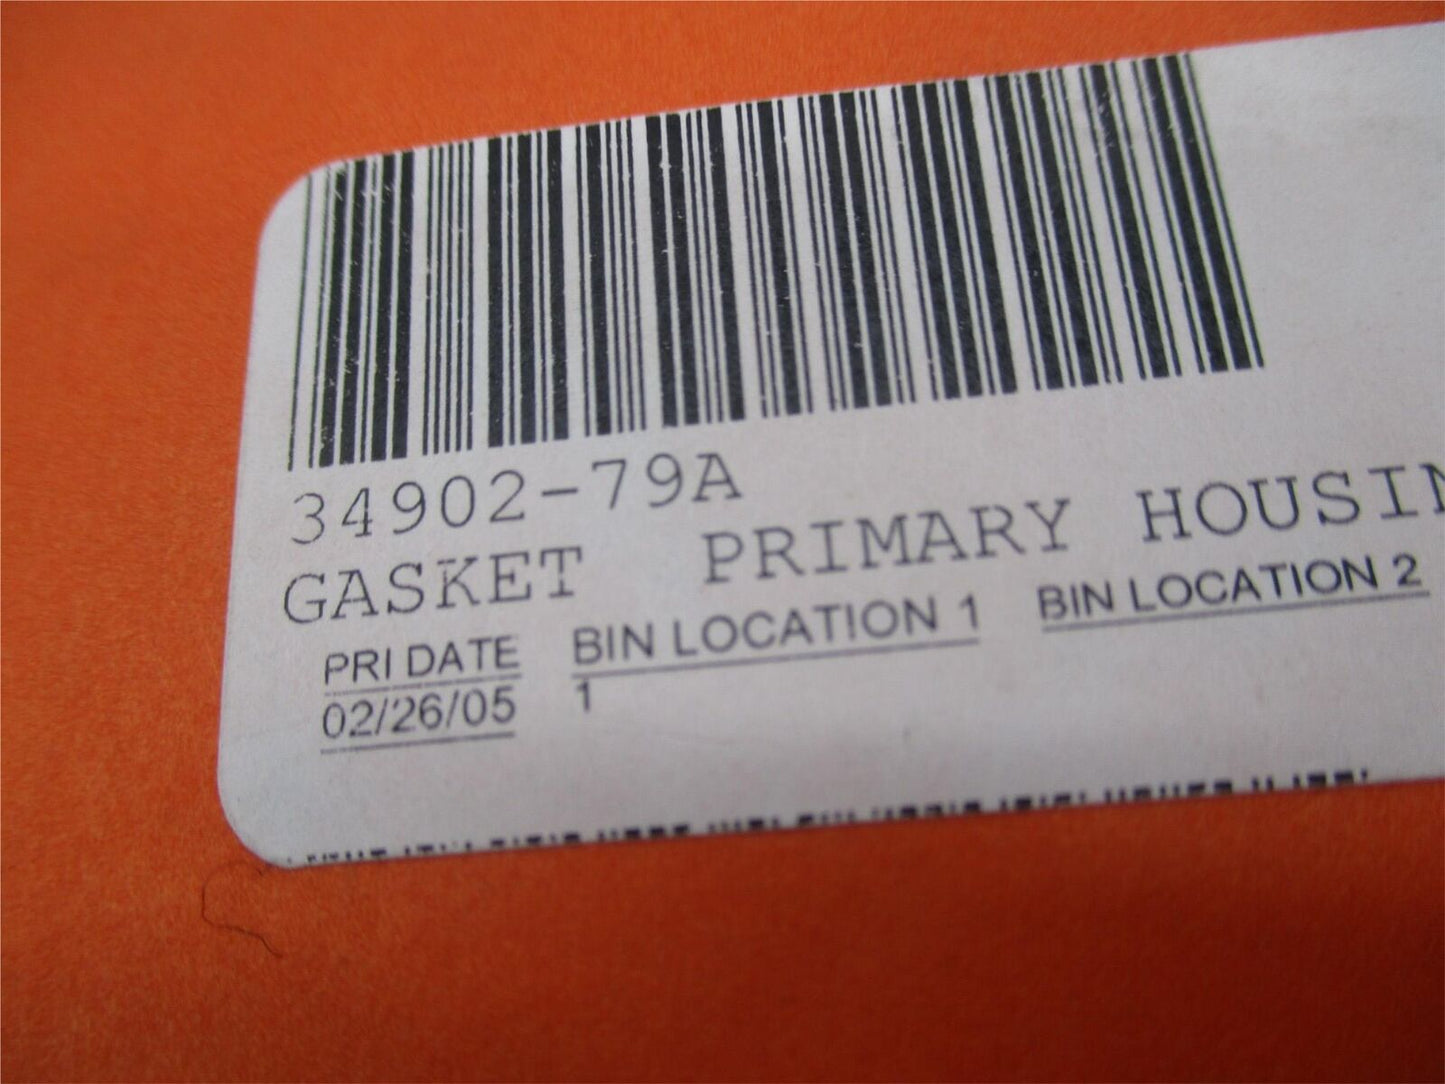 34902-79A
GASKET PRIMARY HOUSIN
PRI DATE BIN LOCATION 1 BIN LOCATION 2
02/26/05 1